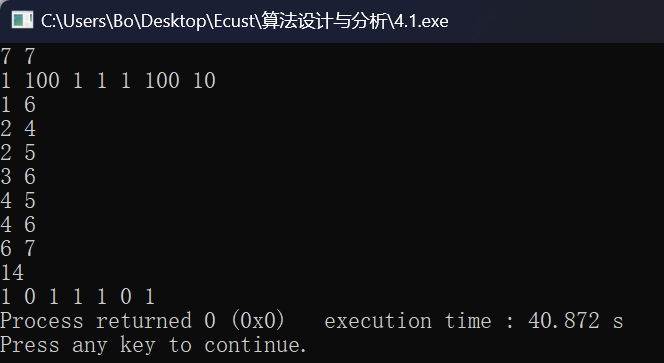 C:\Users\Bo\Desktop\Ecust\算法设计与分析\4.1.exe
7 7
1 100 1 1 1 100 10
1 6
2 4
2 5
3 6
4 5
4 6
6 7
14
1 0 1 1 1 0 1
Process returned 0 (0x0)   execution time : 40.872 s
Press any key to continue.